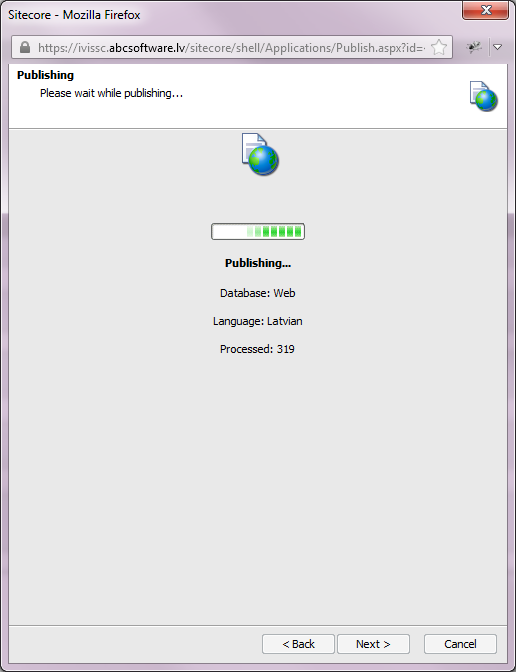 Sitecore - Mozilla Firefox
https://ivissc.abcsoftware.lv/sitecore/shell/Applications/Publish.aspx?id=
Publishing
Please wait while publishing...
Publishing...
Database: Web
Language: Latvian
Processed: 319
< Back Next > Cancel